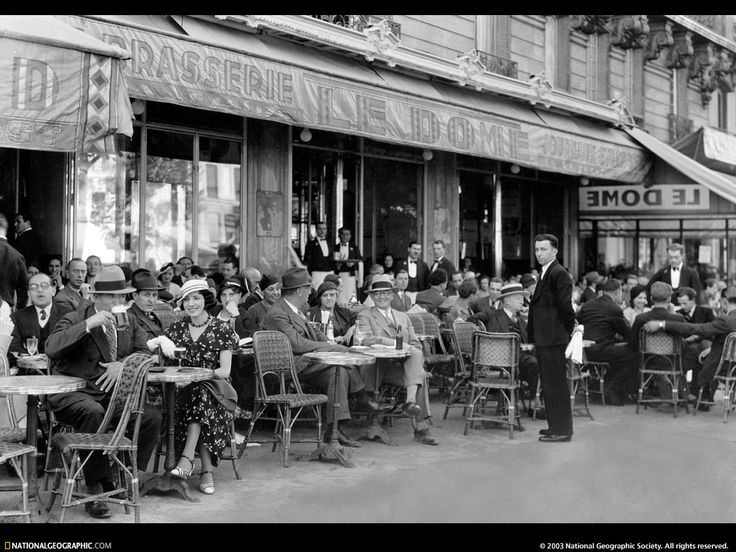 D
BRASSERIE LE DOME
LE DOME
NATIONALGEOGRAPHIC.COM
© 2003 National Geographic Society. All rights reserved.